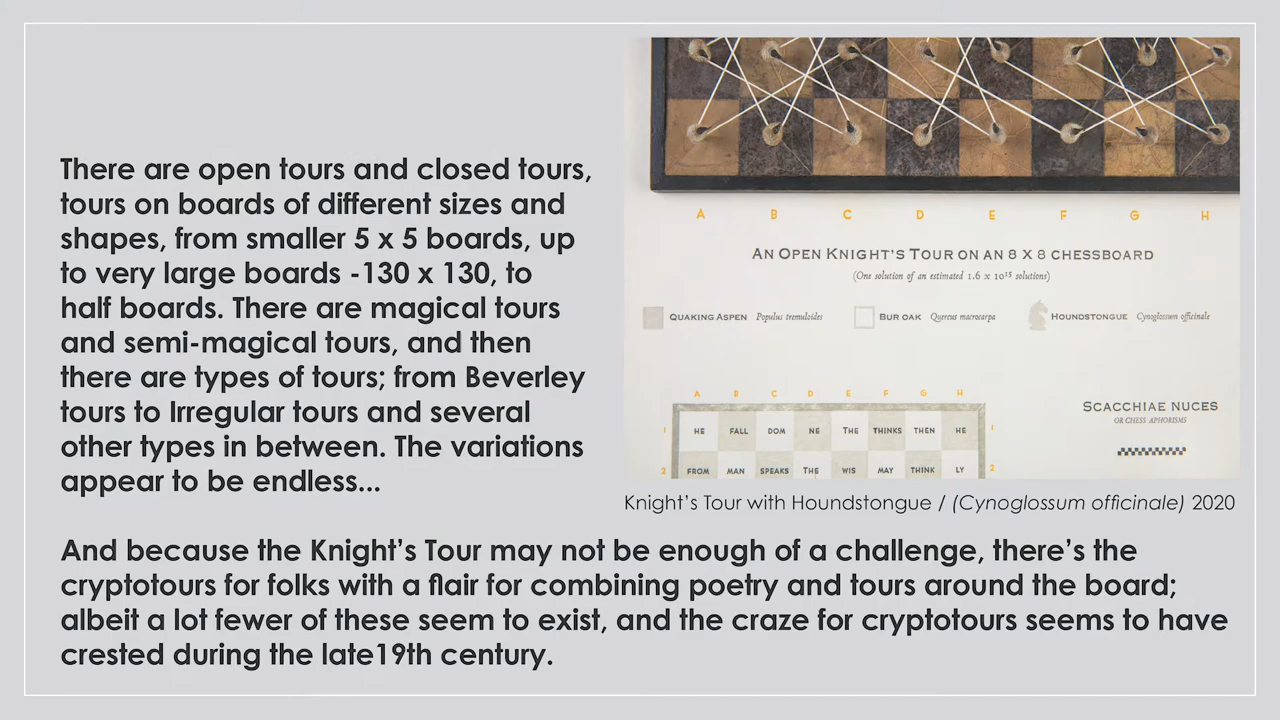 There are open tours and closed tours,
tours on boards of different sizes and
shapes, from smaller 5 x 5 boards, up
to very large boards -130 x 130, to
half boards. There are magical tours
and semi-magical tours, and then
there are types of tours; from Beverley
tours to Irregular tours and several
other types in between. The variations
appear to be endless...
A B C D E F G H
AN OPEN KNIGHT'S TOUR ON AN 8 X 8 CHESSBOARD
(One solution of an estimated 1.6 x 10¹⁵ solutions)
QUAKING ASPEN Populus tremuloides BUR OAK Quercus macrocarpa HOUNDSTONGUE Cynoglossum officinale
A B C D E F G H
1 HE FALL DOM NE THE THINKS THEN HE 1
2 FROM MAN SPEAKS THE WIS MAY THINK LY 2
SCACCHIAE NUCES
OR CHESS APHORISMS
Knight's Tour with Houndstongue / (Cynoglossum officinale) 2020
And because the Knight's Tour may not be enough of a challenge, there's the
cryptotours for folks with a flair for combining poetry and tours around the board;
albeit a lot fewer of these seem to exist, and the craze for cryptotours seems to have
crested during the late19th century.